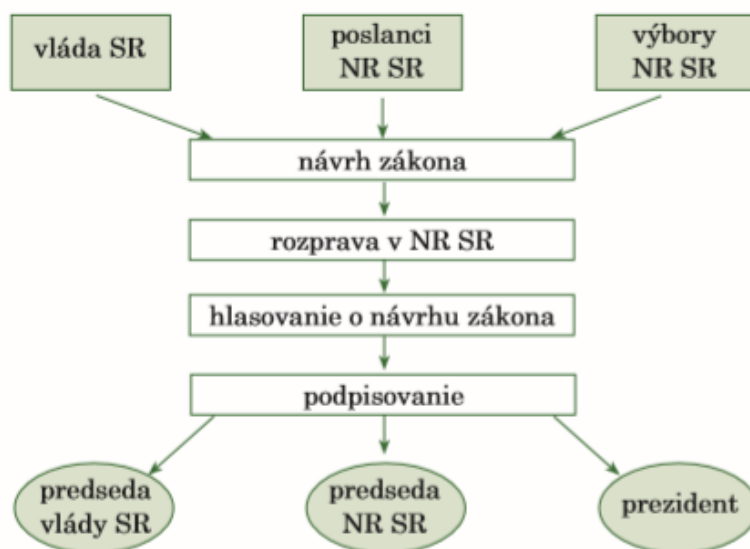 vláda SR
poslanci
NR SR
výbory
NR SR
návrh zákona
rozprava v NR SR
hlasovanie o návrhu zákona
podpisovanie
predseda
vlády SR
predseda
NR SR
prezident